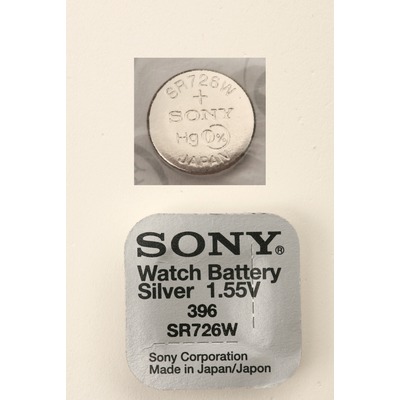 SR726W
+
SONY
Hg 0%
JAPAN
SONY®
Watch Battery
Silver 1.55V
396
SR726W
Sony Corporation
Made in Japan/Japon